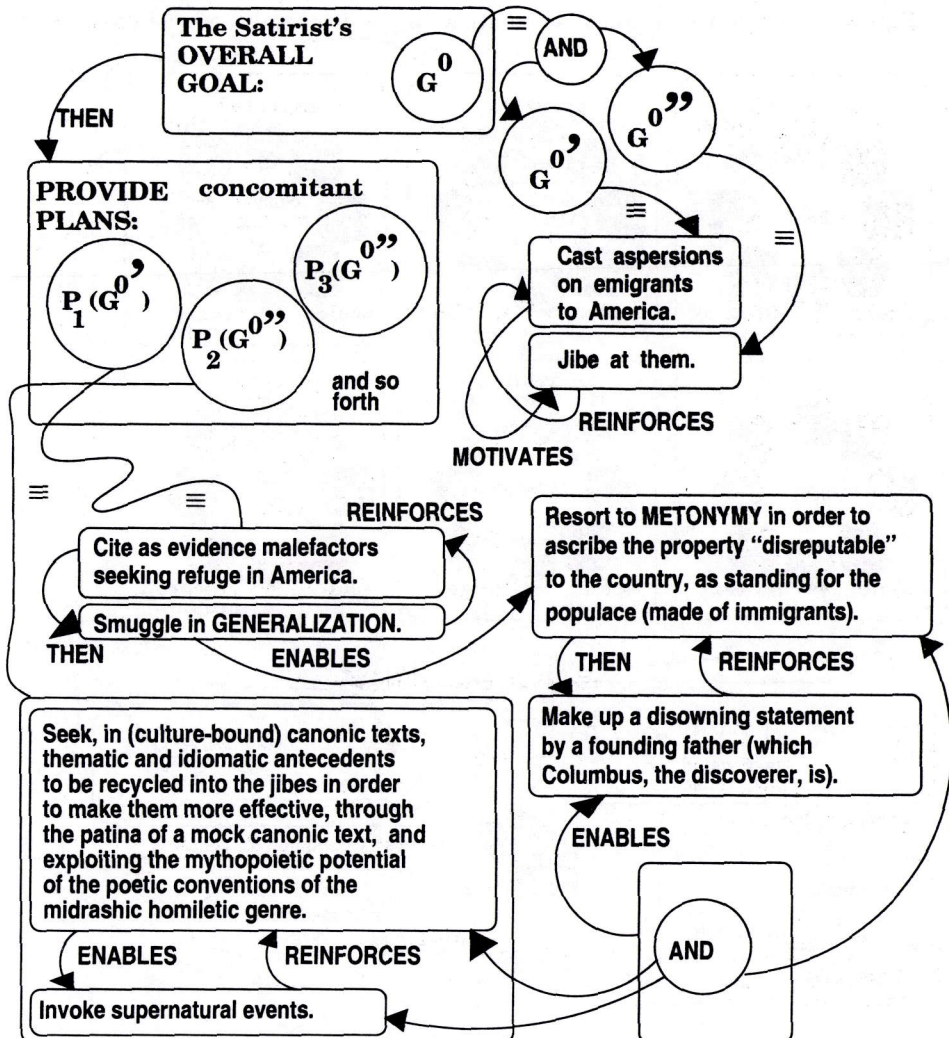 The Satirist's
OVERALL
GOAL:
G⁰
≡
AND
G⁰’
G⁰’’
THEN
PROVIDE concomitant
PLANS:
P₁(G⁰’)
P₂(G⁰’’)
P₃(G⁰’’)
and so
forth
≡
≡
Cast aspersions
on emigrants
to America.
Jibe at them.
REINFORCES
MOTIVATES
≡
≡
REINFORCES
Cite as evidence malefactors
seeking refuge in America.
Smuggle in GENERALIZATION.
THEN
ENABLES
Resort to METONYMY in order to
ascribe the property “disreputable”
to the country, as standing for the
populace (made of immigrants).
THEN
REINFORCES
Make up a disowning statement
by a founding father (which
Columbus, the discoverer, is).
ENABLES
Seek, in (culture-bound) canonic texts,
thematic and idiomatic antecedents
to be recycled into the jibes in order
to make them more effective, through
the patina of a mock canonic text, and
exploiting the mythopoietic potential
of the poetic conventions of the
midrashic homiletic genre.
ENABLES
REINFORCES
AND
Invoke supernatural events.